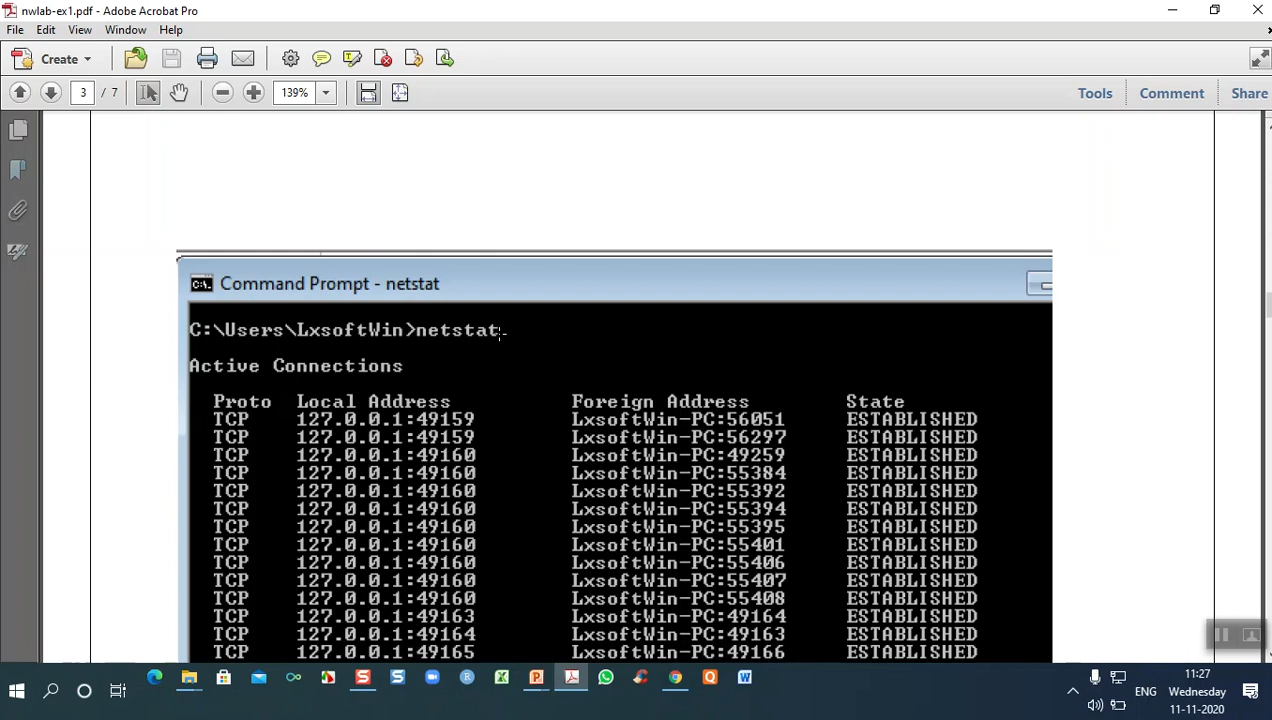 nwlab-ex1.pdf - Adobe Acrobat Pro
File Edit View Window Help
Create
3 / 7 139% Tools Comment Share
Command Prompt - netstat
C:\Users\LxsoftWin>netstat
Active Connections
Proto Local Address Foreign Address State
TCP 127.0.0.1:49159 LxsoftWin-PC:56051 ESTABLISHED
TCP 127.0.0.1:49159 LxsoftWin-PC:56297 ESTABLISHED
TCP 127.0.0.1:49160 LxsoftWin-PC:49259 ESTABLISHED
TCP 127.0.0.1:49160 LxsoftWin-PC:55384 ESTABLISHED
TCP 127.0.0.1:49160 LxsoftWin-PC:55392 ESTABLISHED
TCP 127.0.0.1:49160 LxsoftWin-PC:55394 ESTABLISHED
TCP 127.0.0.1:49160 LxsoftWin-PC:55395 ESTABLISHED
TCP 127.0.0.1:49160 LxsoftWin-PC:55401 ESTABLISHED
TCP 127.0.0.1:49160 LxsoftWin-PC:55406 ESTABLISHED
TCP 127.0.0.1:49160 LxsoftWin-PC:55407 ESTABLISHED
TCP 127.0.0.1:49160 LxsoftWin-PC:55408 ESTABLISHED
TCP 127.0.0.1:49163 LxsoftWin-PC:49164 ESTABLISHED
TCP 127.0.0.1:49164 LxsoftWin-PC:49163 ESTABLISHED
TCP 127.0.0.1:49165 LxsoftWin-PC:49166 ESTABLISHED
11:27
ENG Wednesday
11-11-2020